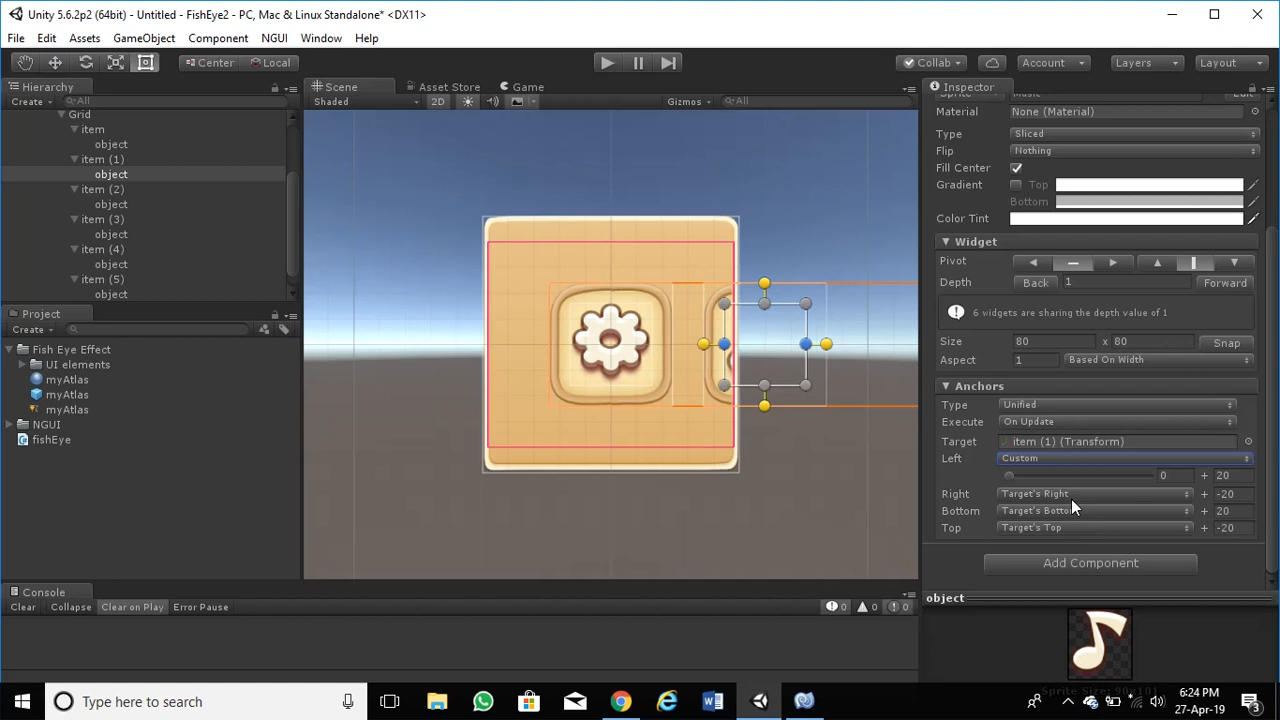 Unity 5.6.2p2 (64bit) - Untitled - FishEye2 - PC, Mac & Linux Standalone* <DX11>
File Edit Assets GameObject Component NGUI Window Help
Center Local Collab Account Layers Layout
Hierarchy
Create All
Grid
item
object
item (1)
object
item (2)
object
item (3)
object
item (4)
object
item (5)
object
Project
Create
Fish Eye Effect
UI elements
myAtlas
myAtlas
myAtlas
NGUI
fishEye
Scene Asset Store Game
Shaded 2D Gizmos All
Inspector
Material None (Material)
Type Sliced
Flip Nothing
Fill Center
Gradient Top
Bottom
Color Tint
Widget
Pivot
Depth Back 1 Forward
6 widgets are sharing the depth value of 1
Size 80 x 80 Snap
Aspect 1 Based On Width
Anchors
Type Unified
Execute On Update
Target item (1) (Transform)
Left Custom
0 + 20
Right Target's Right + -20
Bottom Target's Bottom + 20
Top Target's Top + -20
Add Component
object
Console
Clear Collapse Clear on Play Error Pause 0 0 0
Type here to search
6:24 PM
27-Apr-19
3